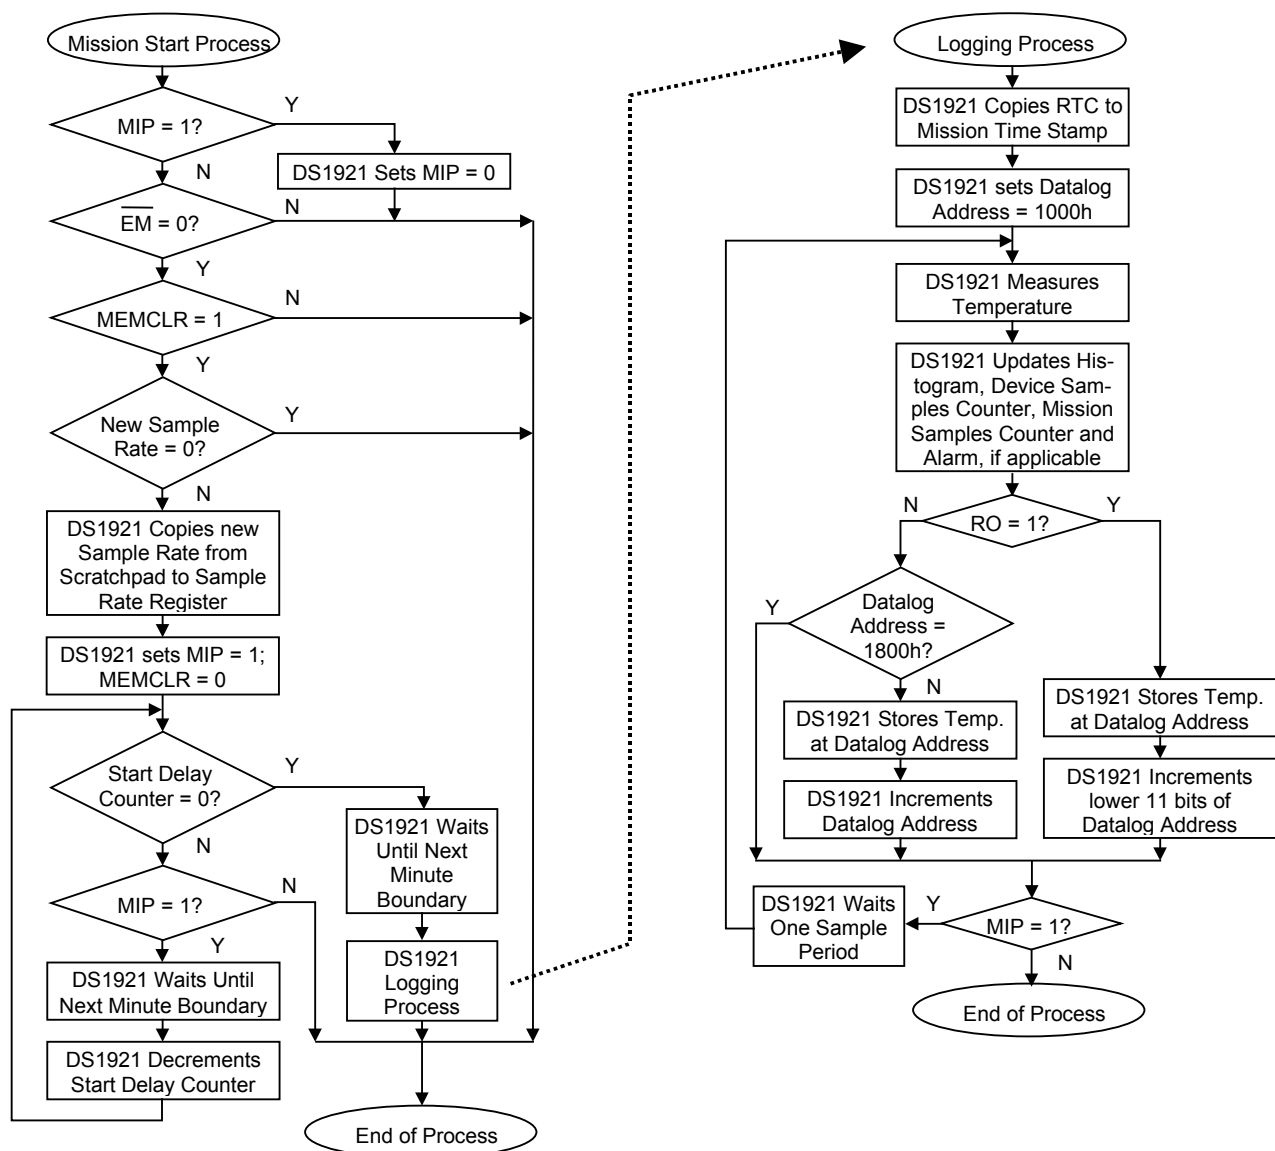 Mission Start Process
MIP = 1?
Y
N
DS1921 Sets MIP = 0
E̅M̅ = 0?
N
Y
MEMCLR = 1
N
Y
New Sample
Rate = 0?
Y
N
DS1921 Copies new
Sample Rate from
Scratchpad to Sample
Rate Register
DS1921 sets MIP = 1;
MEMCLR = 0
Start Delay
Counter = 0?
Y
N
DS1921 Waits
Until Next
Minute
Boundary
MIP = 1?
N
Y
DS1921 Waits Until
Next Minute Boundary
DS1921
Logging
Process
DS1921 Decrements
Start Delay Counter
End of Process
Logging Process
DS1921 Copies RTC to
Mission Time Stamp
DS1921 sets Datalog
Address = 1000h
DS1921 Measures
Temperature
DS1921 Updates His-
togram, Device Sam-
ples Counter, Mission
Samples Counter and
Alarm, if applicable
N
RO = 1?
Y
Y
Datalog
Address =
1800h?
N
DS1921 Stores Temp.
at Datalog Address
DS1921 Increments
Datalog Address
DS1921 Stores Temp.
at Datalog Address
DS1921 Increments
lower 11 bits of
Datalog Address
DS1921 Waits
One Sample
Period
Y
MIP = 1?
N
End of Process